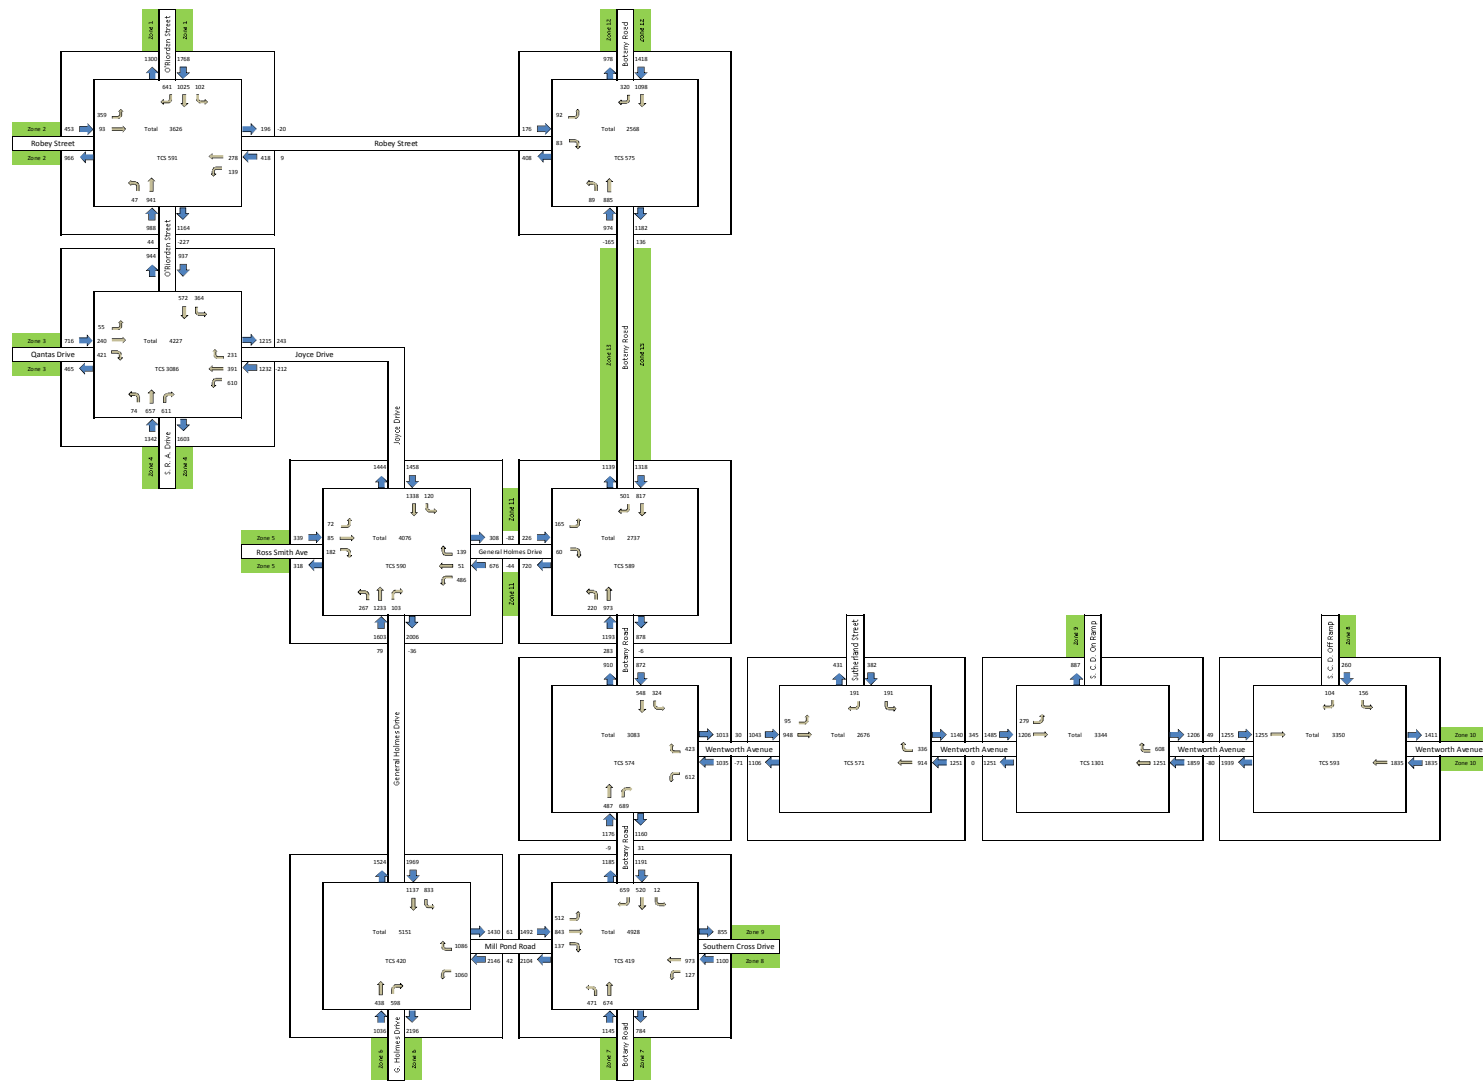 Zone 1
O'Riordan Street
Zone 1
1300
1768
641 1025 102
359
Zone 2 453
93
Total 3626
196 -20
Robey Street
Zone 2 966
TCS 591
278 418 9
139
47 941
988 1164
44 -227
O'Riordan Street
Robey Street
Zone 12
Botany Road
Zone 12
978 1418
320 1098
92
176
Total 2568
83
408
TCS 575
89 885
974 1182
-165 136
944 937
572 364
55
Zone 3 716
240
Total 4227
1215 243
Qantas Drive
421
231
Joyce Drive
Zone 3 465
TCS 3086
391 1232 -212
610
74 657 611
1342 1603
Zone 4
S. R. A. Drive
Zone 4
Zone 13
Botany Road
Zone 13
Joyce Drive
1444 1458
1338 120
72
Zone 5 339
85
Total 4076
308 -82 226
Ross Smith Ave
182
139
General Holmes Drive
Zone 5 318
TCS 590
51 676 -44 720
486
267 1233 103
1603 2006
79 -36
Zone 11
Zone 11
1139 1318
501 817
165
Total 2737
60
TCS 589
220 973
1193 878
283 -6
Botany Road
General Holmes Drive
910 872
548 324
Total 3083
1013 30 1043
423
Wentworth Avenue
TCS 574
1035 -71 1106
612
487 689
1176 1160
-9 31
Botany Road
Sutherland Street
431 382
191 191
95
948
Total 2676
1140 345 1485
336
Wentworth Avenue
TCS 571
914 1251 0 1251
Zone 9
S. C. D. On Ramp
887
279
1206
Total 3344
1206 49 1255
608
Wentworth Avenue
TCS 1301
1251 1859 -80 1939
S. C. D. Off Ramp
Zone 8
260
104 156
1255
Total 3350
1411 Zone 10
Wentworth Avenue
TCS 593
1835 1835 Zone 10
1524 1969
1137 833
Total 5151
1430 61 1492
1086
Mill Pond Road
TCS 420
2146 42 2104
1060
438 598
1036 2196
Zone 6
G. Holmes Drive
Zone 6
1185 1191
659 520 12
512
843
Total 4928
855 Zone 9
137
Southern Cross Drive
TCS 419
973 1100 Zone 8
127
471 674
1145 784
Zone 7
Botany Road
Zone 7